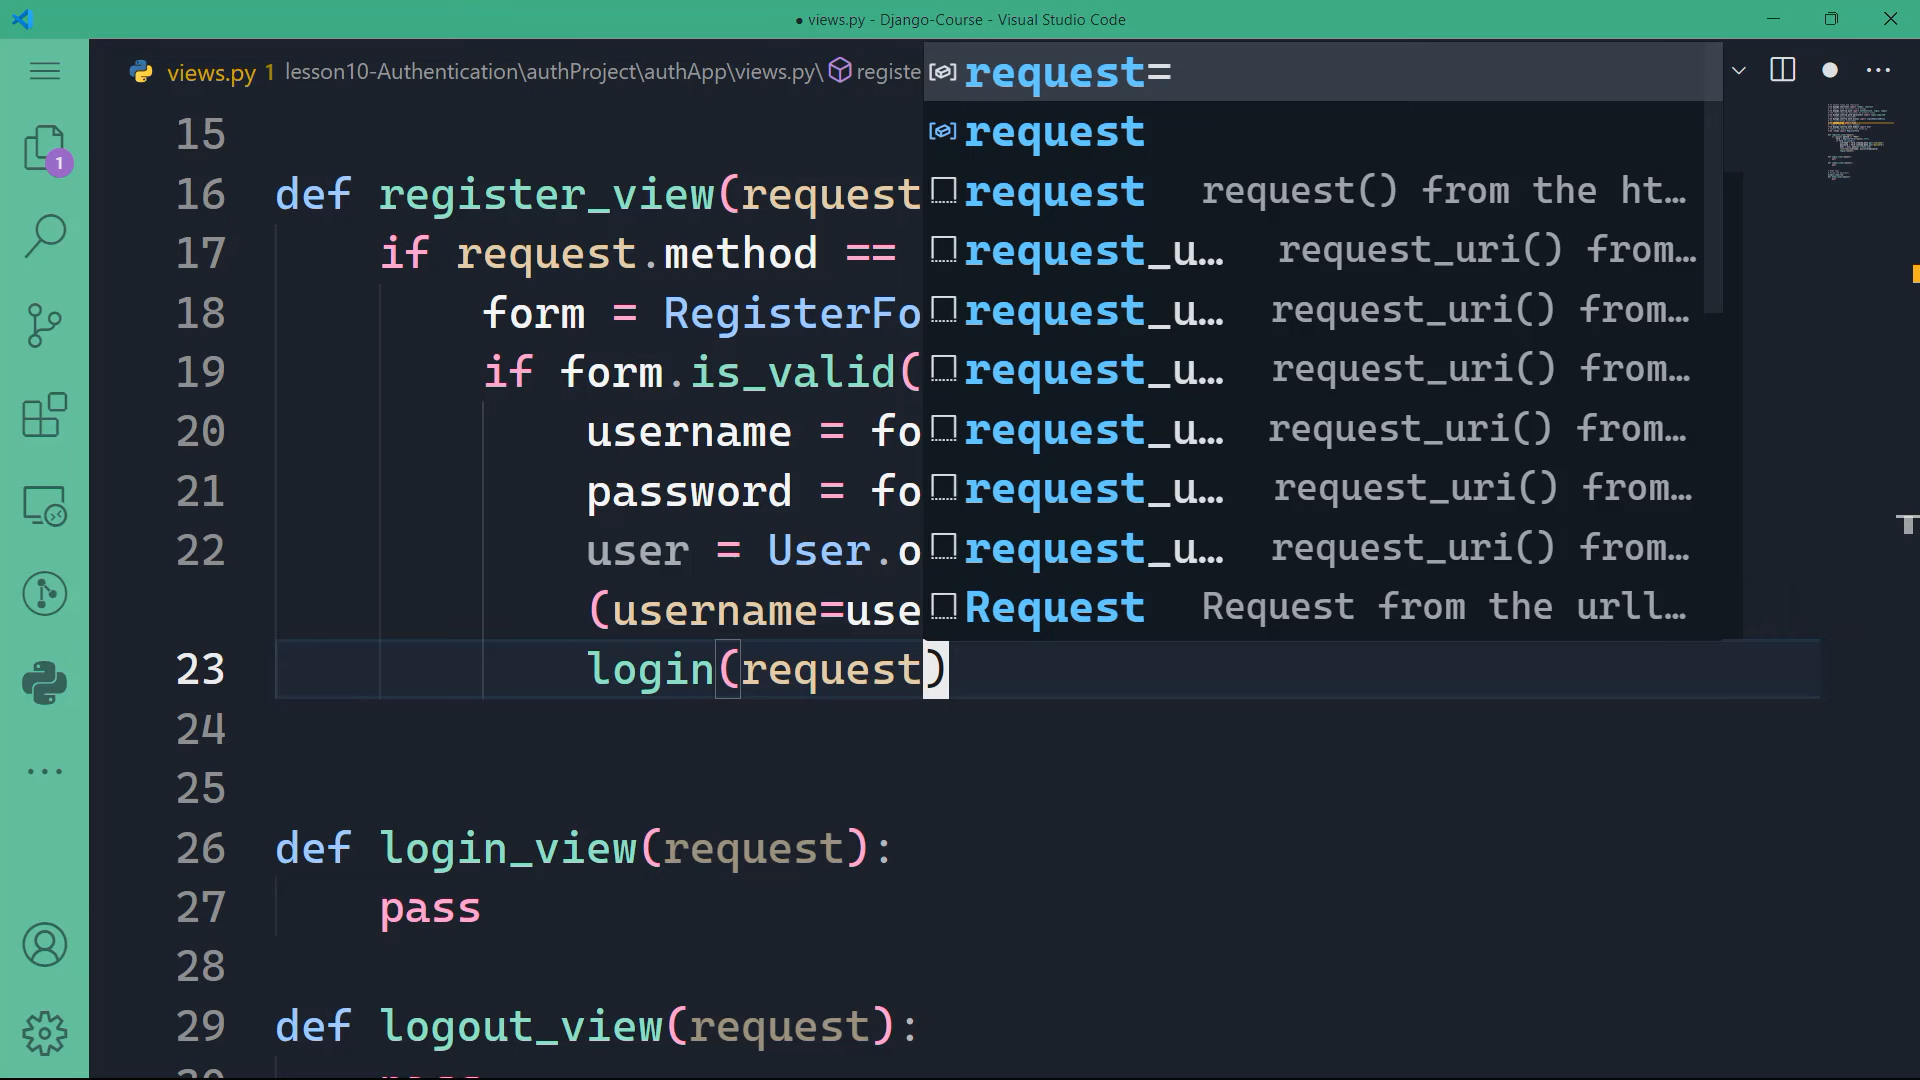 ● views.py - Django-Course - Visual Studio Code
views.py 1 lesson10-Authentication\authProject\authApp\views.py\ registe
1
15
16 def register_view(request
17 if request.method ==
18 form = RegisterFo
19 if form.is_valid(
20 username = fo
21 password = fo
22 user = User.o
(username=use
23 login(request)
24
25
26 def login_view(request):
27 pass
28
29 def logout_view(request):
request=
request
request request() from the ht…
request_u… request_uri() from…
request_u… request_uri() from…
request_u… request_uri() from…
request_u… request_uri() from…
request_u… request_uri() from…
request_u… request_uri() from…
Request Request from the urll…